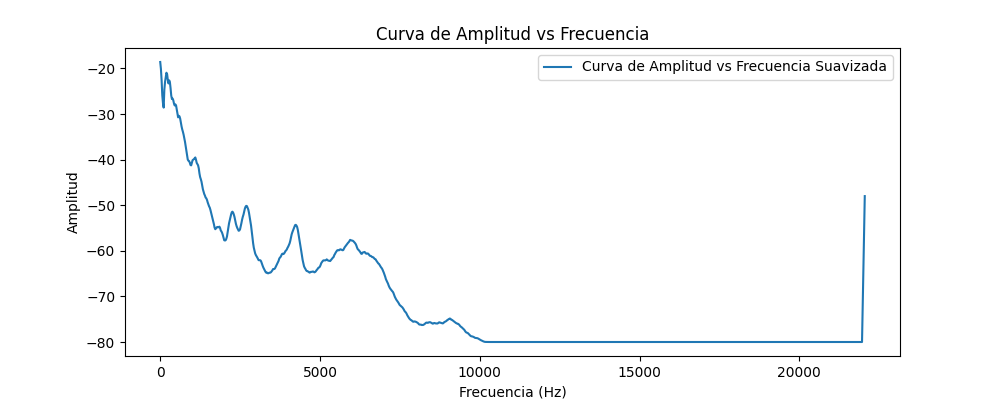 Curva de Amplitud vs Frecuencia
Curva de Amplitud vs Frecuencia Suavizada
Amplitud
−20
−30
−40
−50
−60
−70
−80
0 5000 10000 15000 20000
Frecuencia (Hz)